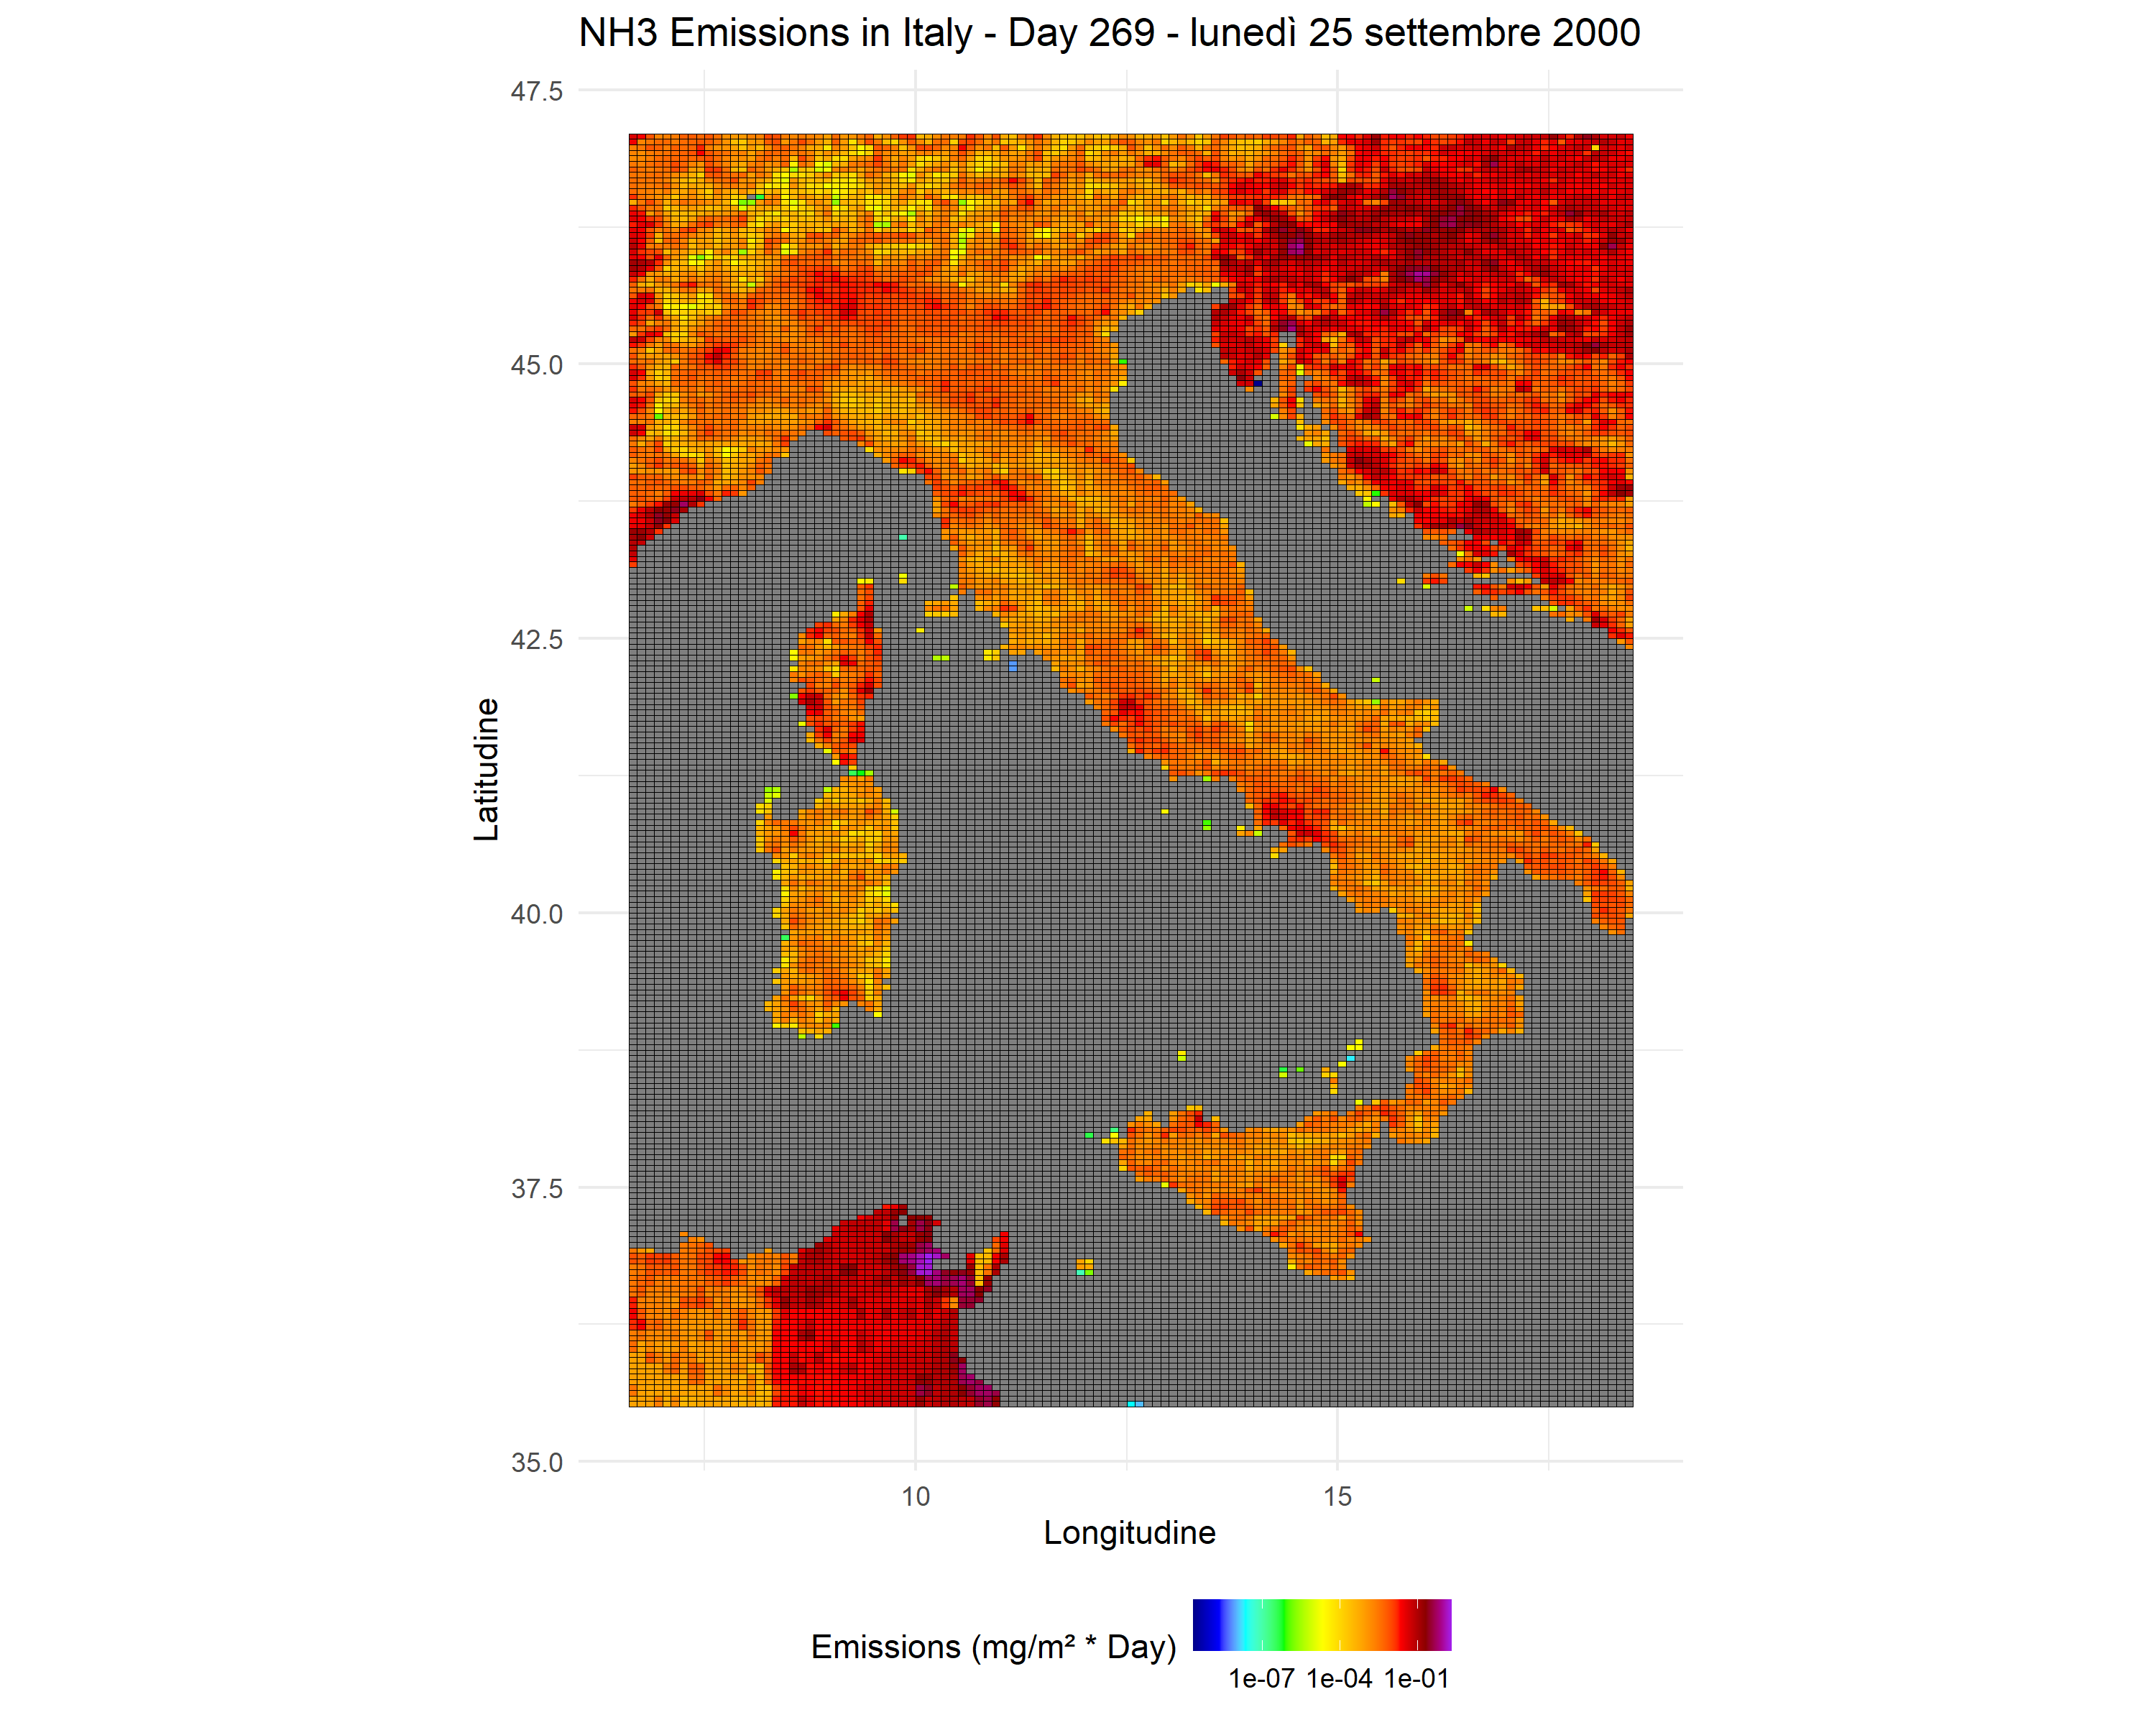 NH3 Emissions in Italy - Day 269 - lunedì 25 settembre 2000
47.5
45.0
42.5
40.0
37.5
35.0
Latitudine
10 15
Longitudine
Emissions (mg/m² * Day)
1e-07 1e-04 1e-01